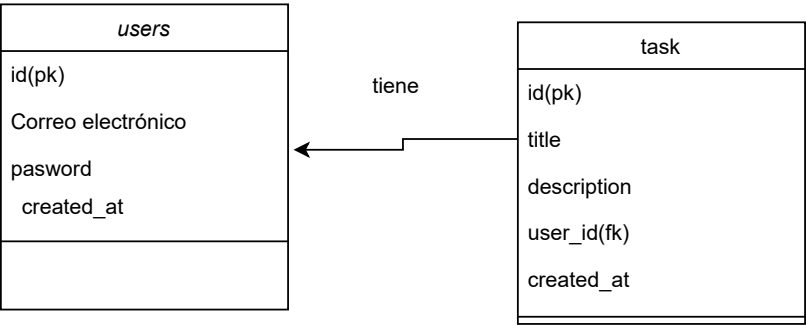 users
id(pk)
Correo electrónico
pasword
created_at
tiene
task
id(pk)
title
description
user_id(fk)
created_at